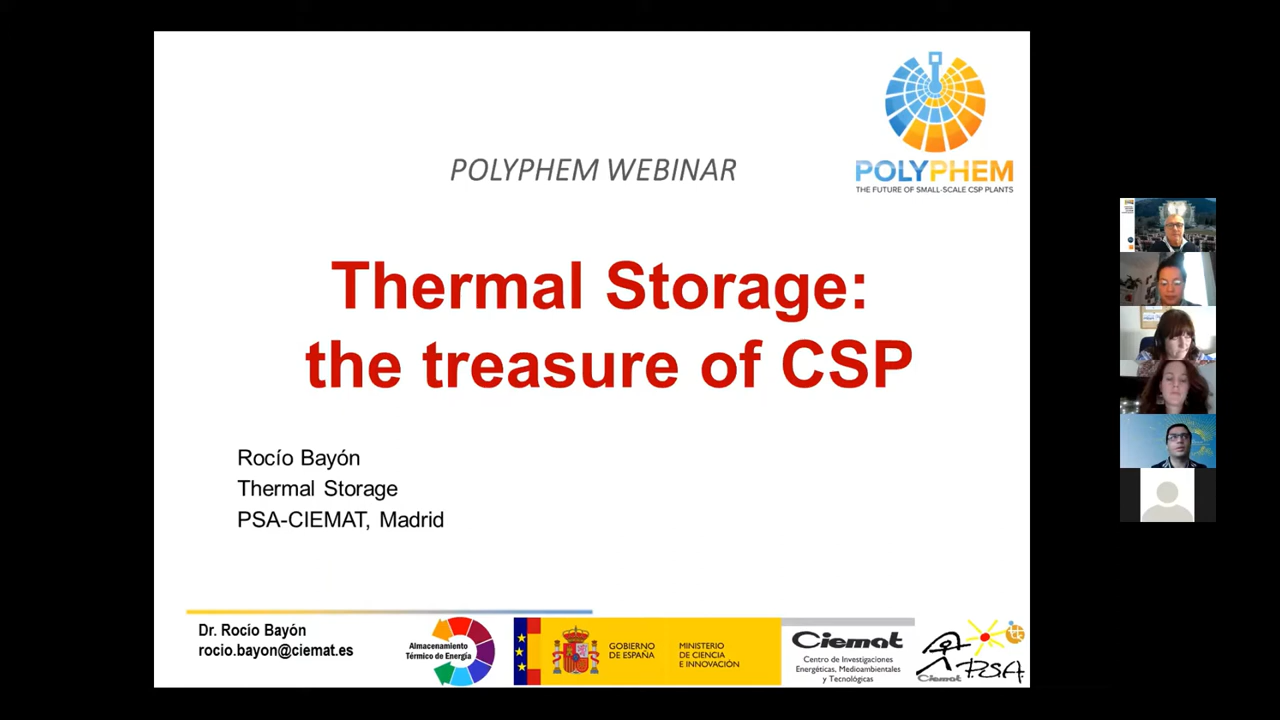 POLYPHEM
THE FUTURE OF SMALL-SCALE CSP PLANTS
POLYPHEM WEBINAR
Thermal Storage:
the treasure of CSP
Rocío Bayón
Thermal Storage
PSA-CIEMAT, Madrid
Dr. Rocío Bayón
rocio.bayon@ciemat.es
Almacenamiento
Térmico de Energía
GOBIERNO
DE ESPAÑA
MINISTERIO
DE CIENCIA
E INNOVACIÓN
Ciemat
Centro de Investigaciones
Energéticas, Medioambientales
y Tecnológicas
Ciemat
P.S.A.